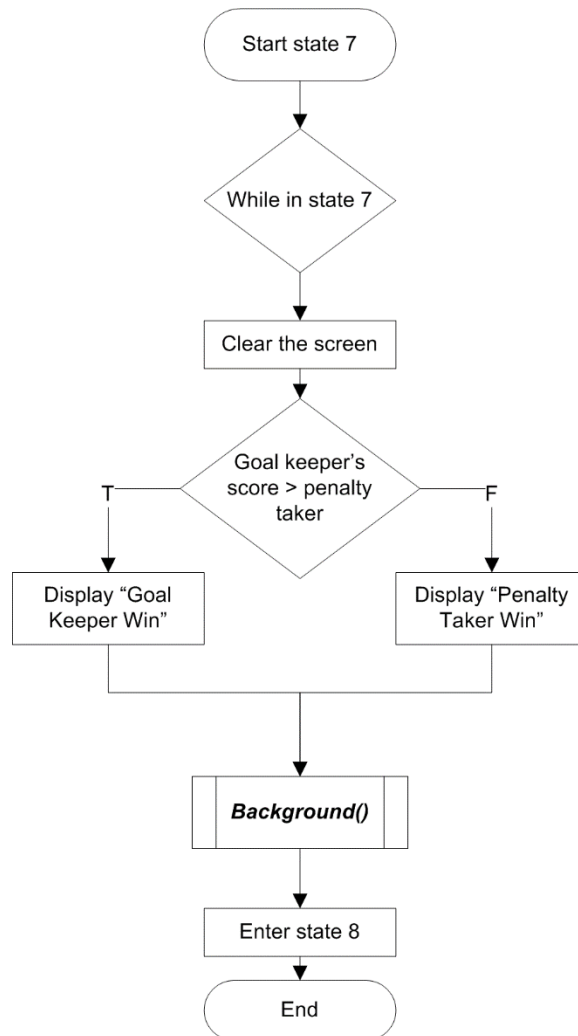 Start state 7
While in state 7
Clear the screen
Goal keeper’s
score > penalty
taker
T
F
Display “Goal
Keeper Win”
Display “Penalty
Taker Win”
Background()
Enter state 8
End